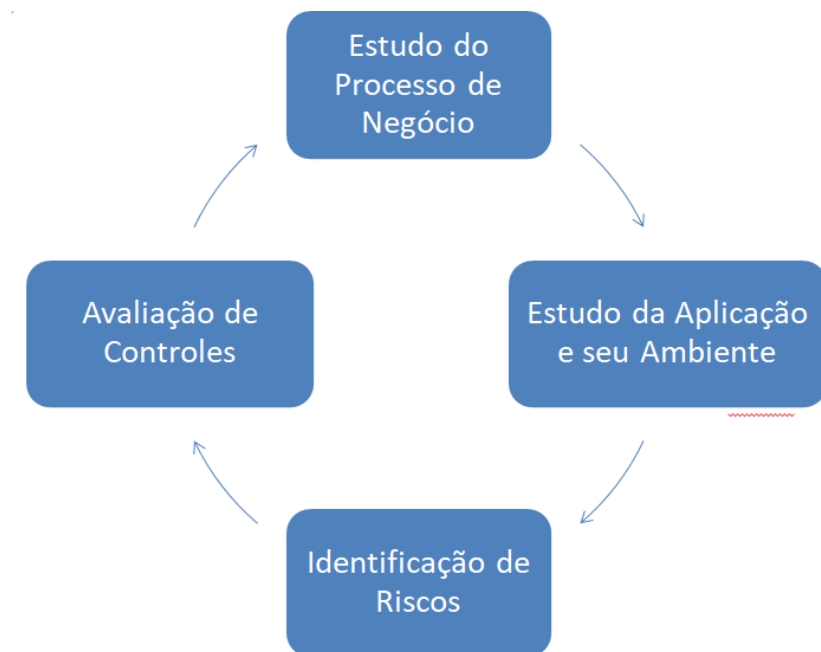 Estudo do
Processo de
Negócio
Estudo da Aplicação
e seu Ambiente
Identificação de
Riscos
Avaliação de
Controles